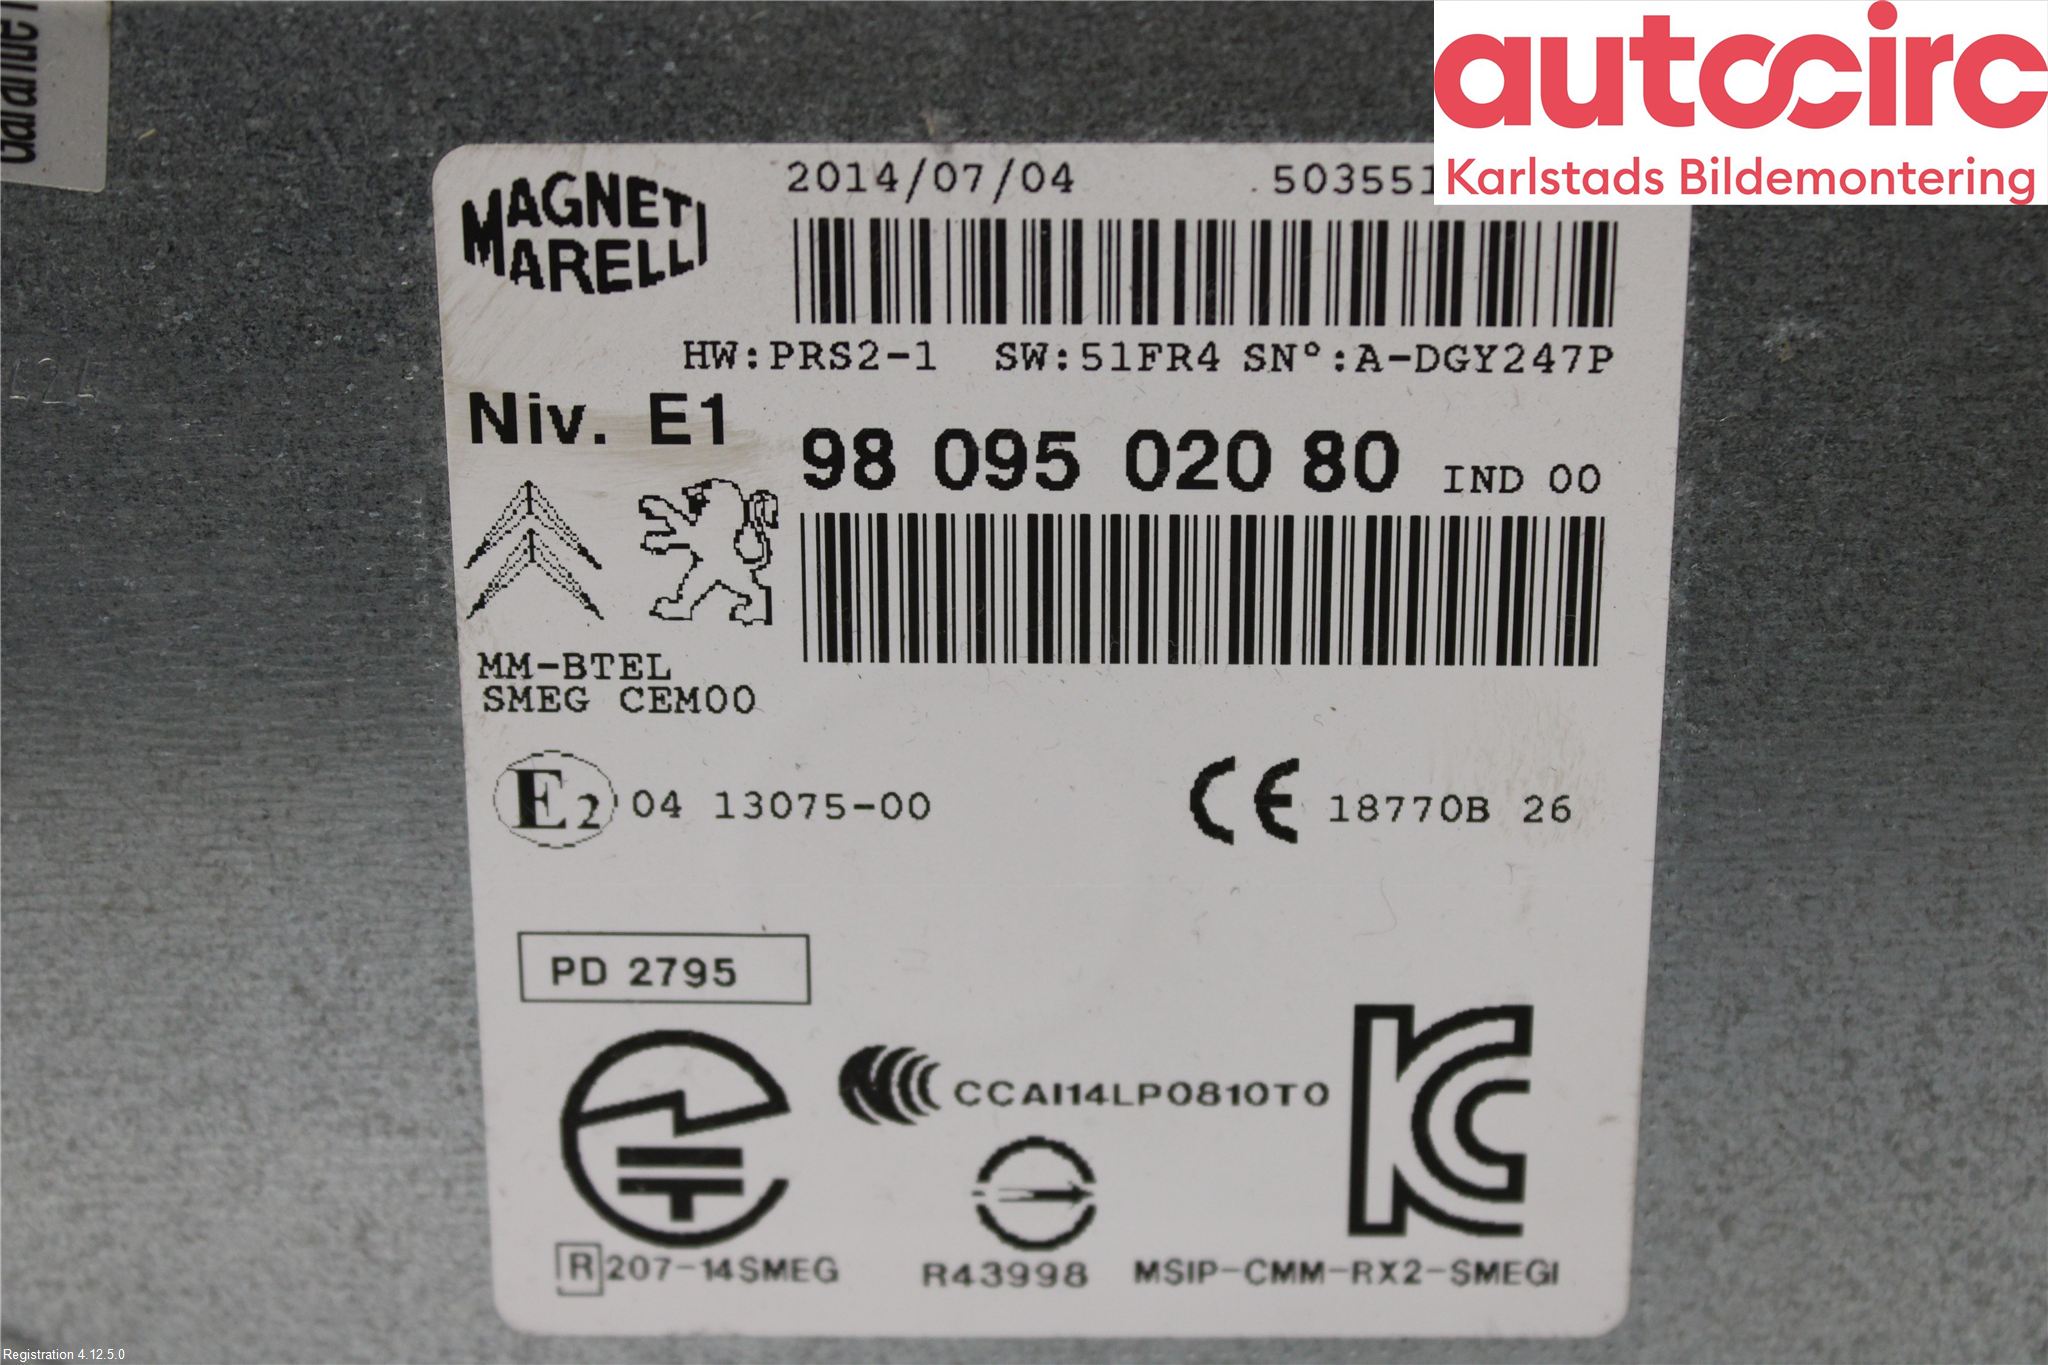 autocirc
Karlstads Bildemontering
MAGNETI
MARELLI
2014/07/04
HW:PRS2-1 SW:51FR4 SN°:A-DGY247P
Niv. E1
98 095 020 80 IND 00
MM-BTEL
SMEG CEM00
E2 04 13075-00
CE 18770B 26
PD 2795
CCAI14LP0810T0
R 207-14SMEG
R43998
MSIP-CMM-RX2-SMEGI
Registration 4.12.5.0